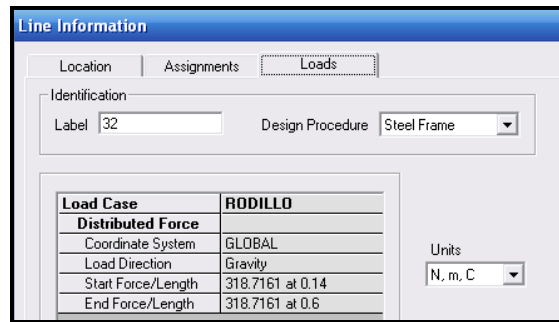 Line Information
Location Assignments Loads
Identification
Label 32 Design Procedure Steel Frame
Load Case RODILLO
Distributed Force
Coordinate System GLOBAL
Load Direction Gravity
Start Force/Length 318.7161 at 0.14
End Force/Length 318.7161 at 0.6
Units
N, m, C